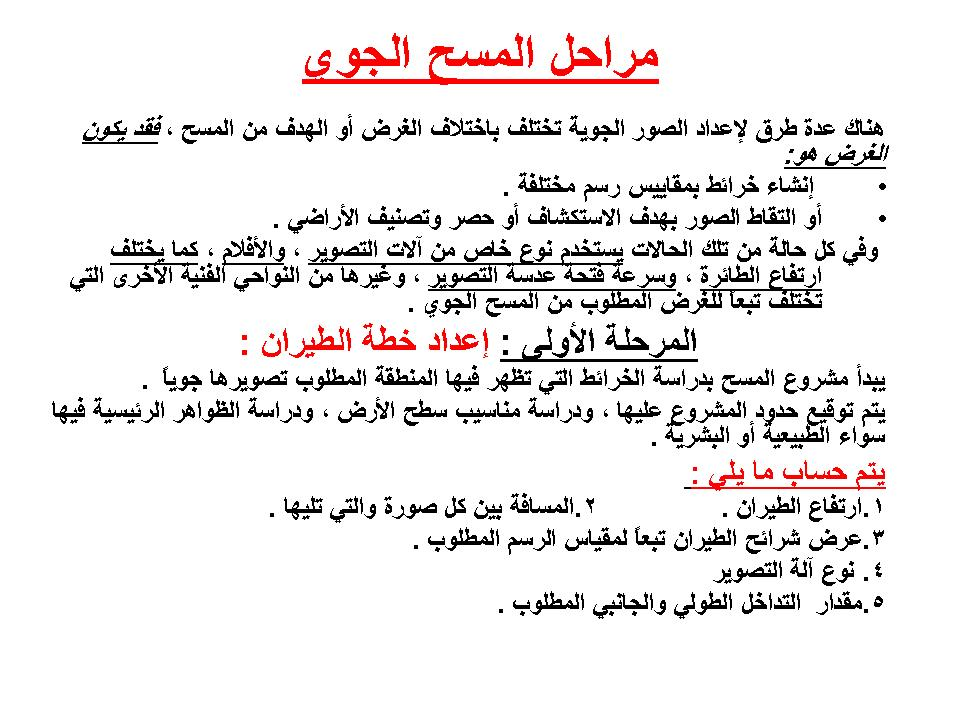 مراحل المسح الجوي
هناك عدة طرق لإعداد الصور الجوية تختلف باختلاف الغرض أو الهدف من المسح ، فقد يكون
الغرض هو:
• إنشاء خرائط بمقاييس رسم مختلفة .
• أو التقاط الصور بهدف الاستكشاف أو حصر وتصنيف الأراضي .
وفي كل حالة من تلك الحالات يستخدم نوع خاص من آلات التصوير ، والأفلام ، كما يختلف
ارتفاع الطائرة ، وسرعة فتحة عدسة التصوير ، وغيرها من النواحي الفنية الأخرى التي
تختلف تبعاً للغرض المطلوب من المسح الجوي .
المرحلة الأولى : إعداد خطة الطيران :
يبدأ مشروع المسح بدراسة الخرائط التي تظهر فيها المنطقة المطلوب تصويرها جوياً .
يتم توقيع حدود المشروع عليها ، ودراسة مناسيب سطح الأرض ، ودراسة الظواهر الرئيسية فيها
سواء الطبيعية أو البشرية .
يتم حساب ما يلي :
١.ارتفاع الطيران . ٢.المسافة بين كل صورة والتي تليها .
٣.عرض شرائح الطيران تبعاً لمقياس الرسم المطلوب .
٤. نوع آلة التصوير
٥.مقدار التداخل الطولي والجانبي المطلوب .